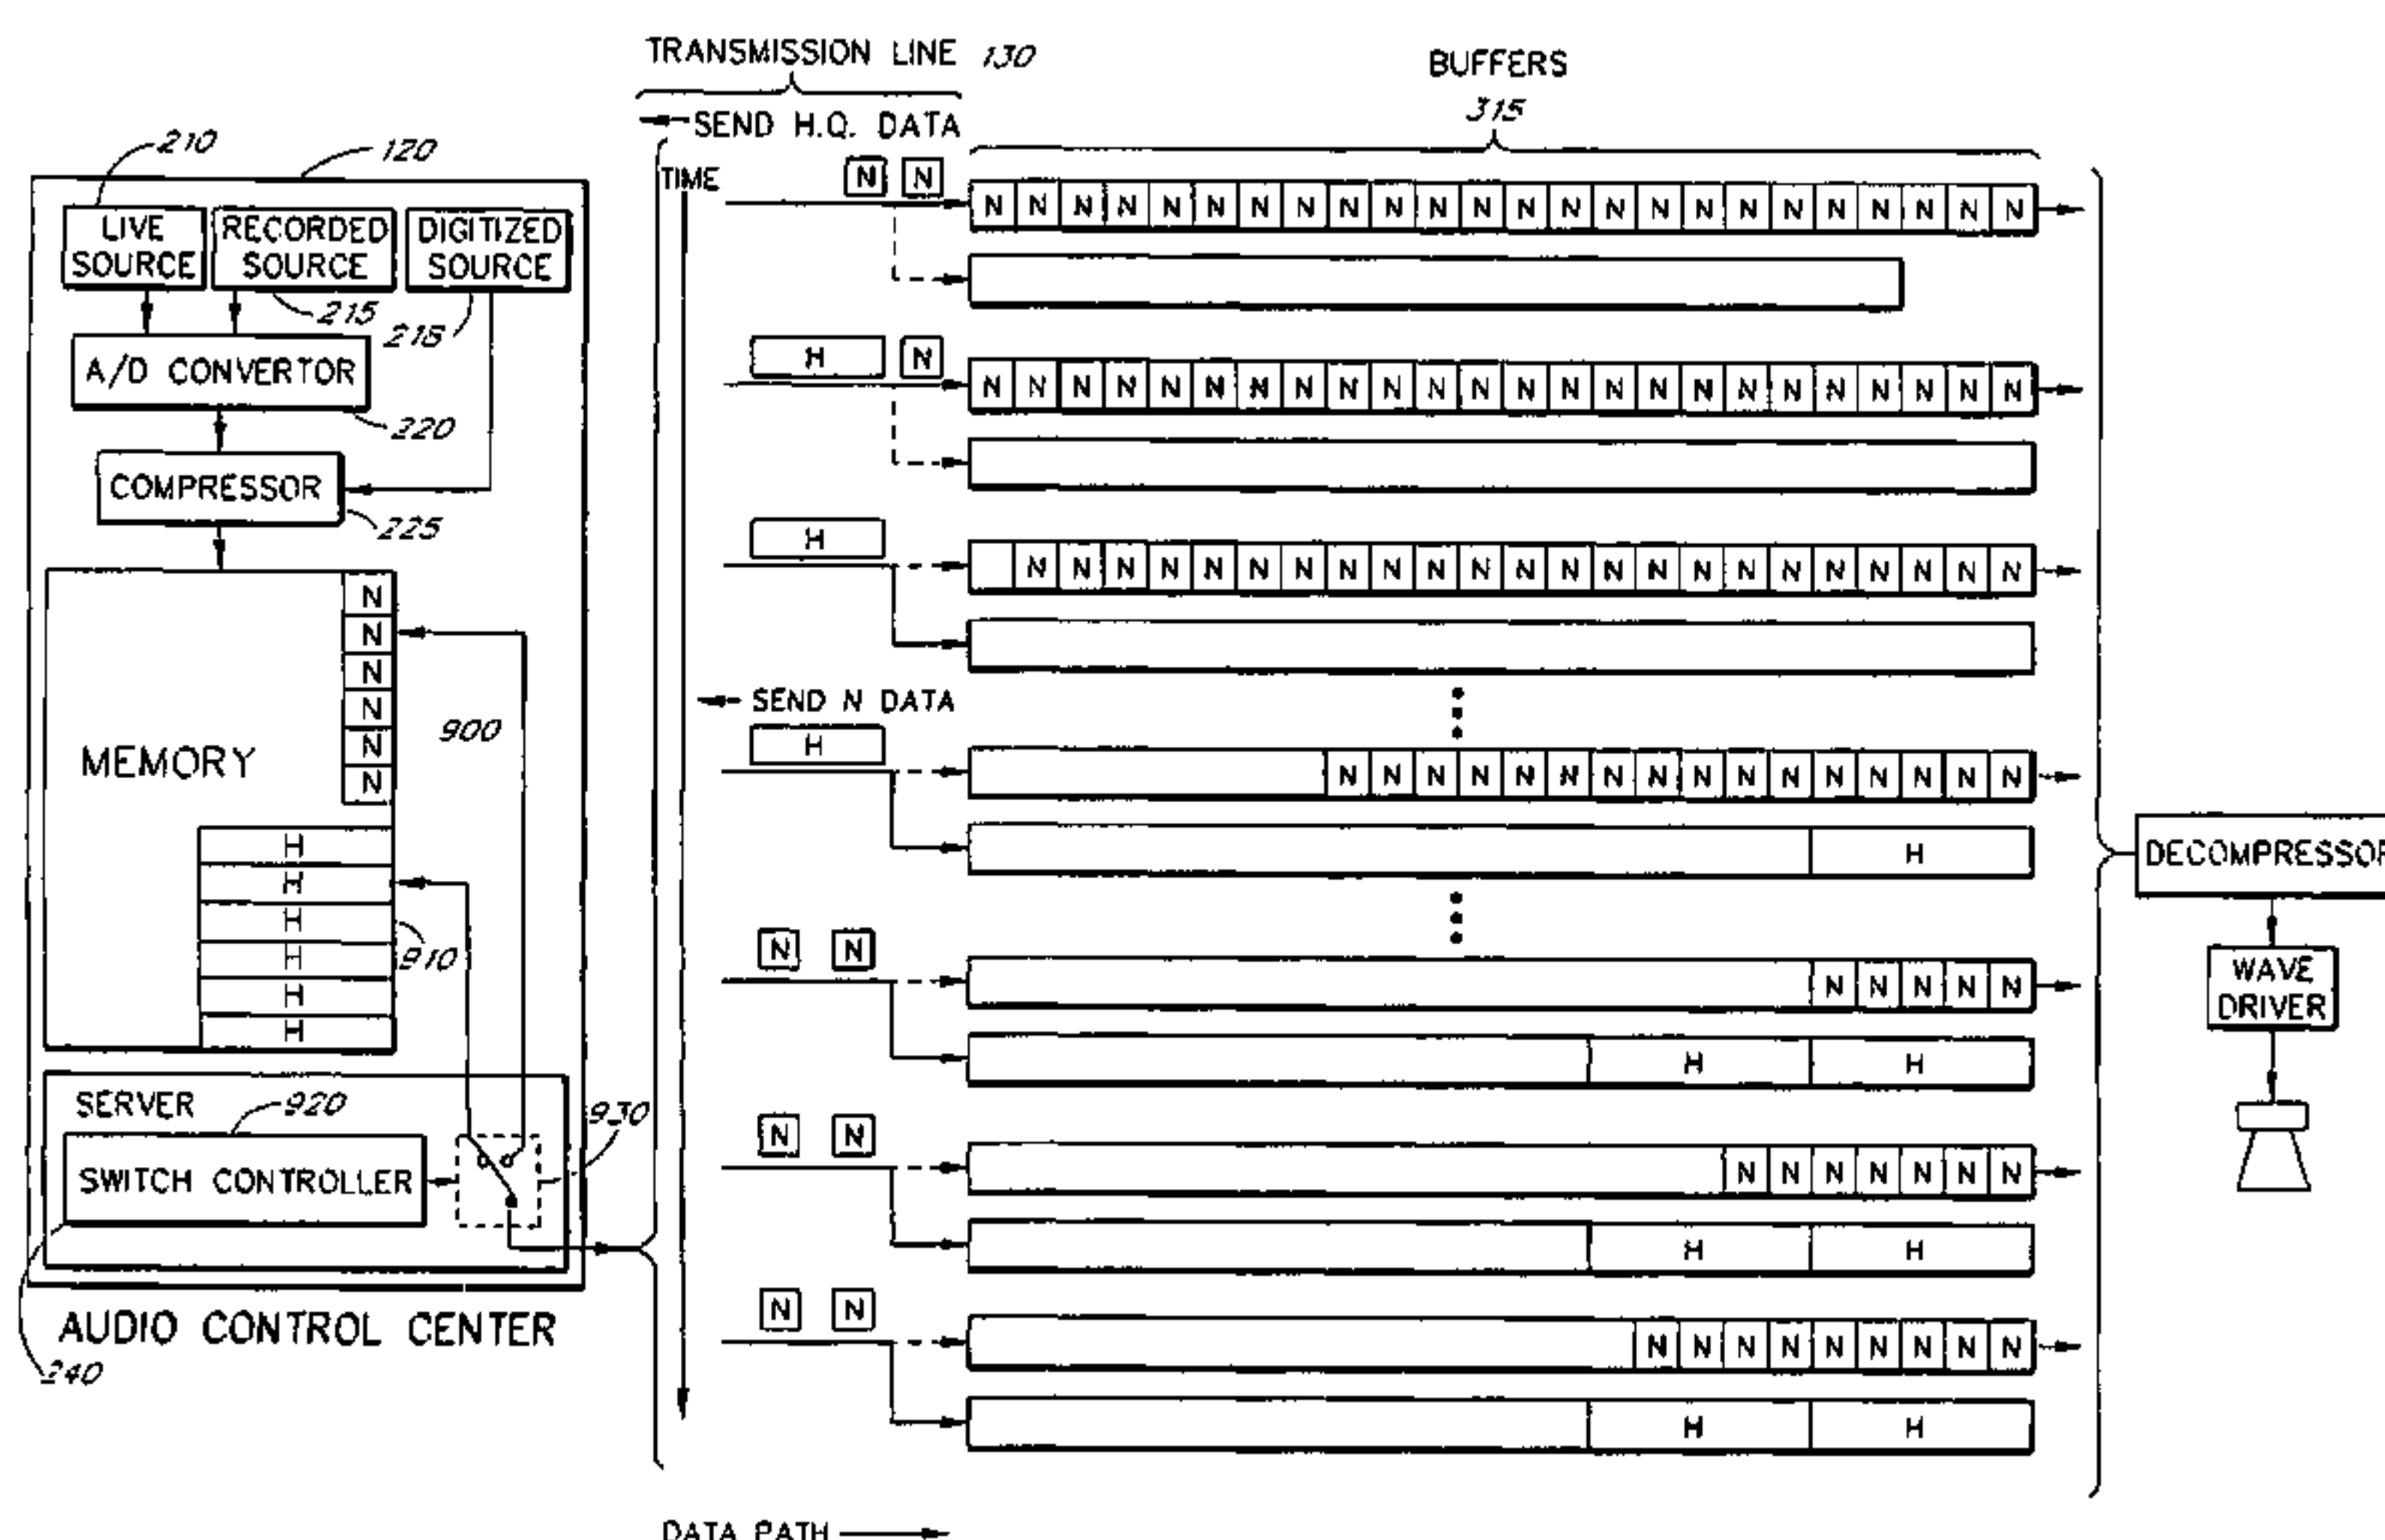 TRANSMISSION LINE 130
BUFFERS
315
SEND H.Q. DATA
TIME
210
120
LIVE SOURCE
RECORDED SOURCE
DIGITIZED SOURCE
215
218
A/D CONVERTOR
220
COMPRESSOR
225
MEMORY
N
N
N
N
N
N
900
H
H
H
H
H
H
910
SERVER
920
SWITCH CONTROLLER
930
AUDIO CONTROL CENTER
240
N N
N N N N N N N N N N N N N N N N N N N N N N N N
H N
N N N N N N N N N N N N N N N N N N N N N N N N
H
N N N N N N N N N N N N N N N N N N N N N N N
SEND N DATA
H
N N N N N N N N N N N N N N N N
H
N N
N N N N N
H H
N N
N N N N N N N
H H
N N
N N N N N N N N N
H H
DECOMPRESSOR
WAVE DRIVER
DATA PATH